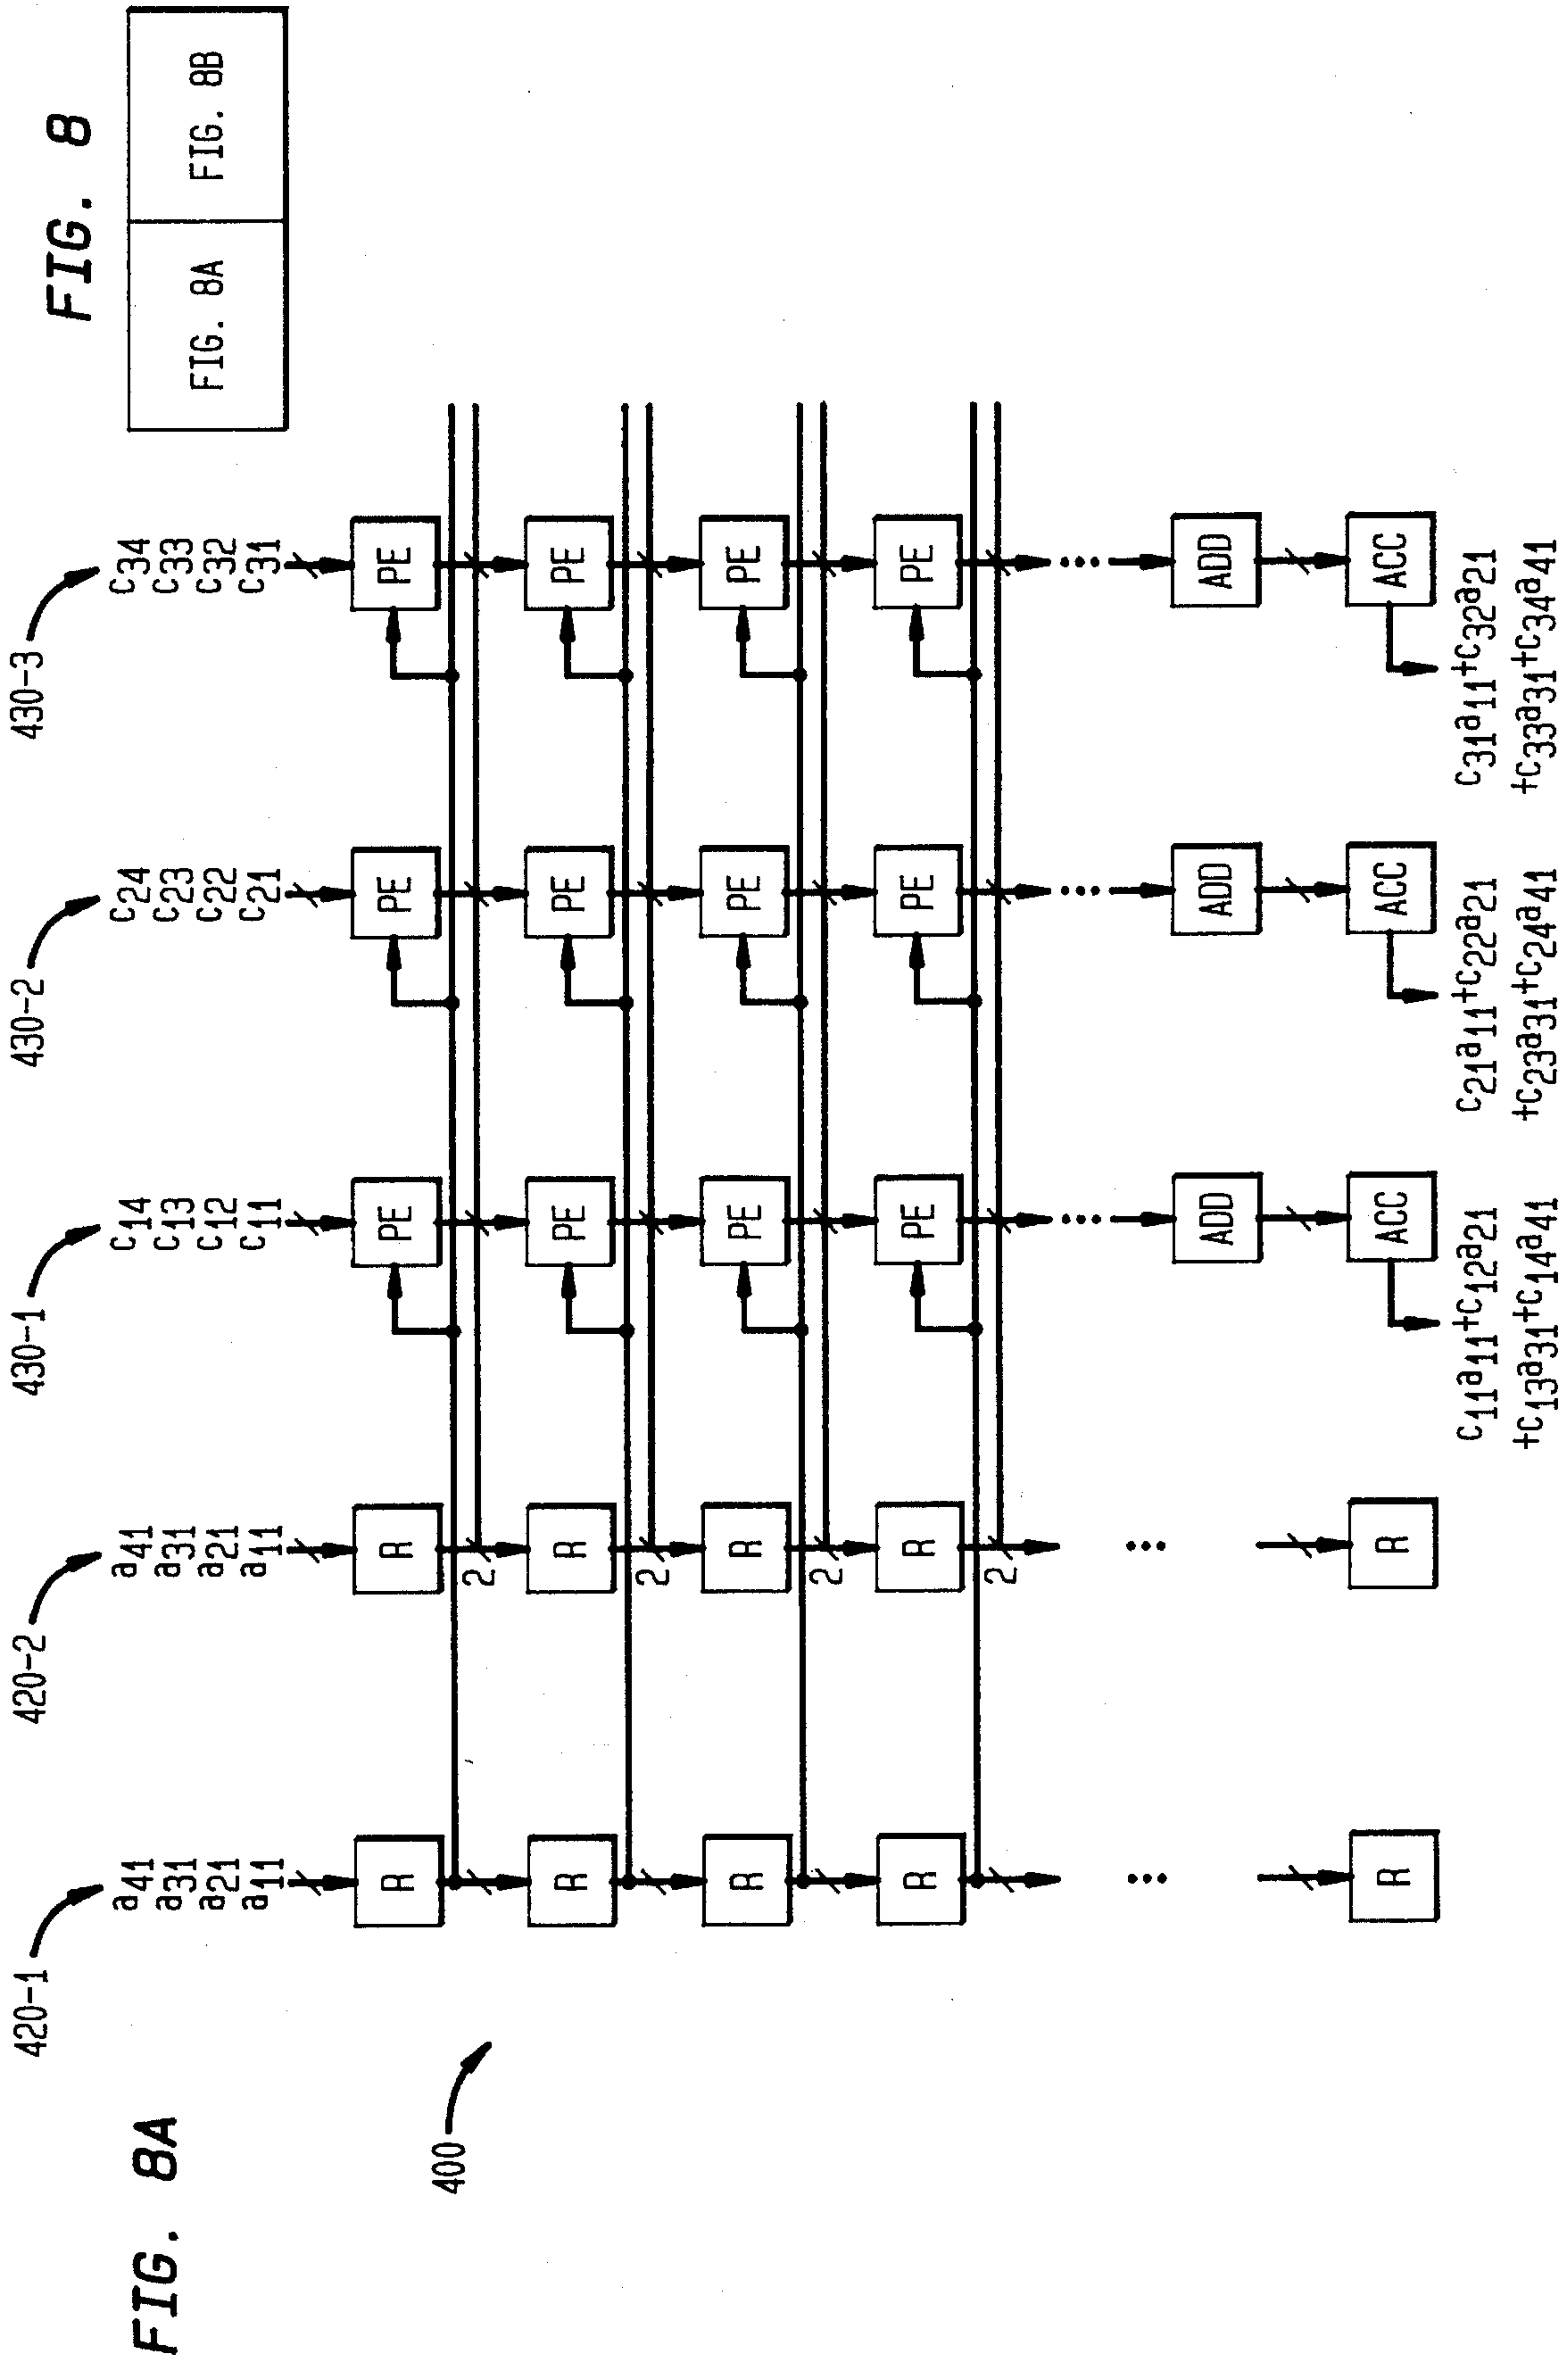 FIG. 8A
FIG. 8
FIG. 8A FIG. 8B
400
420-1 420-2 430-1 430-2 430-3
a41 a41 C14 C24 C34
a31 a31 C13 C23 C33
a21 a21 C12 C22 C32
a11 a11 C11 C21 C31
R R PE PE PE
2
R R PE PE PE
2
R R PE PE PE
2
R R PE PE PE
2
... ... ... ... ...
ADD ADD ADD
R R ACC ACC ACC
C11a11+C12a21 C21a11+C22a21 C31a11+C32a21
+C13a31+C14a41 +C23a31+C24a41 +C33a31+C34a41